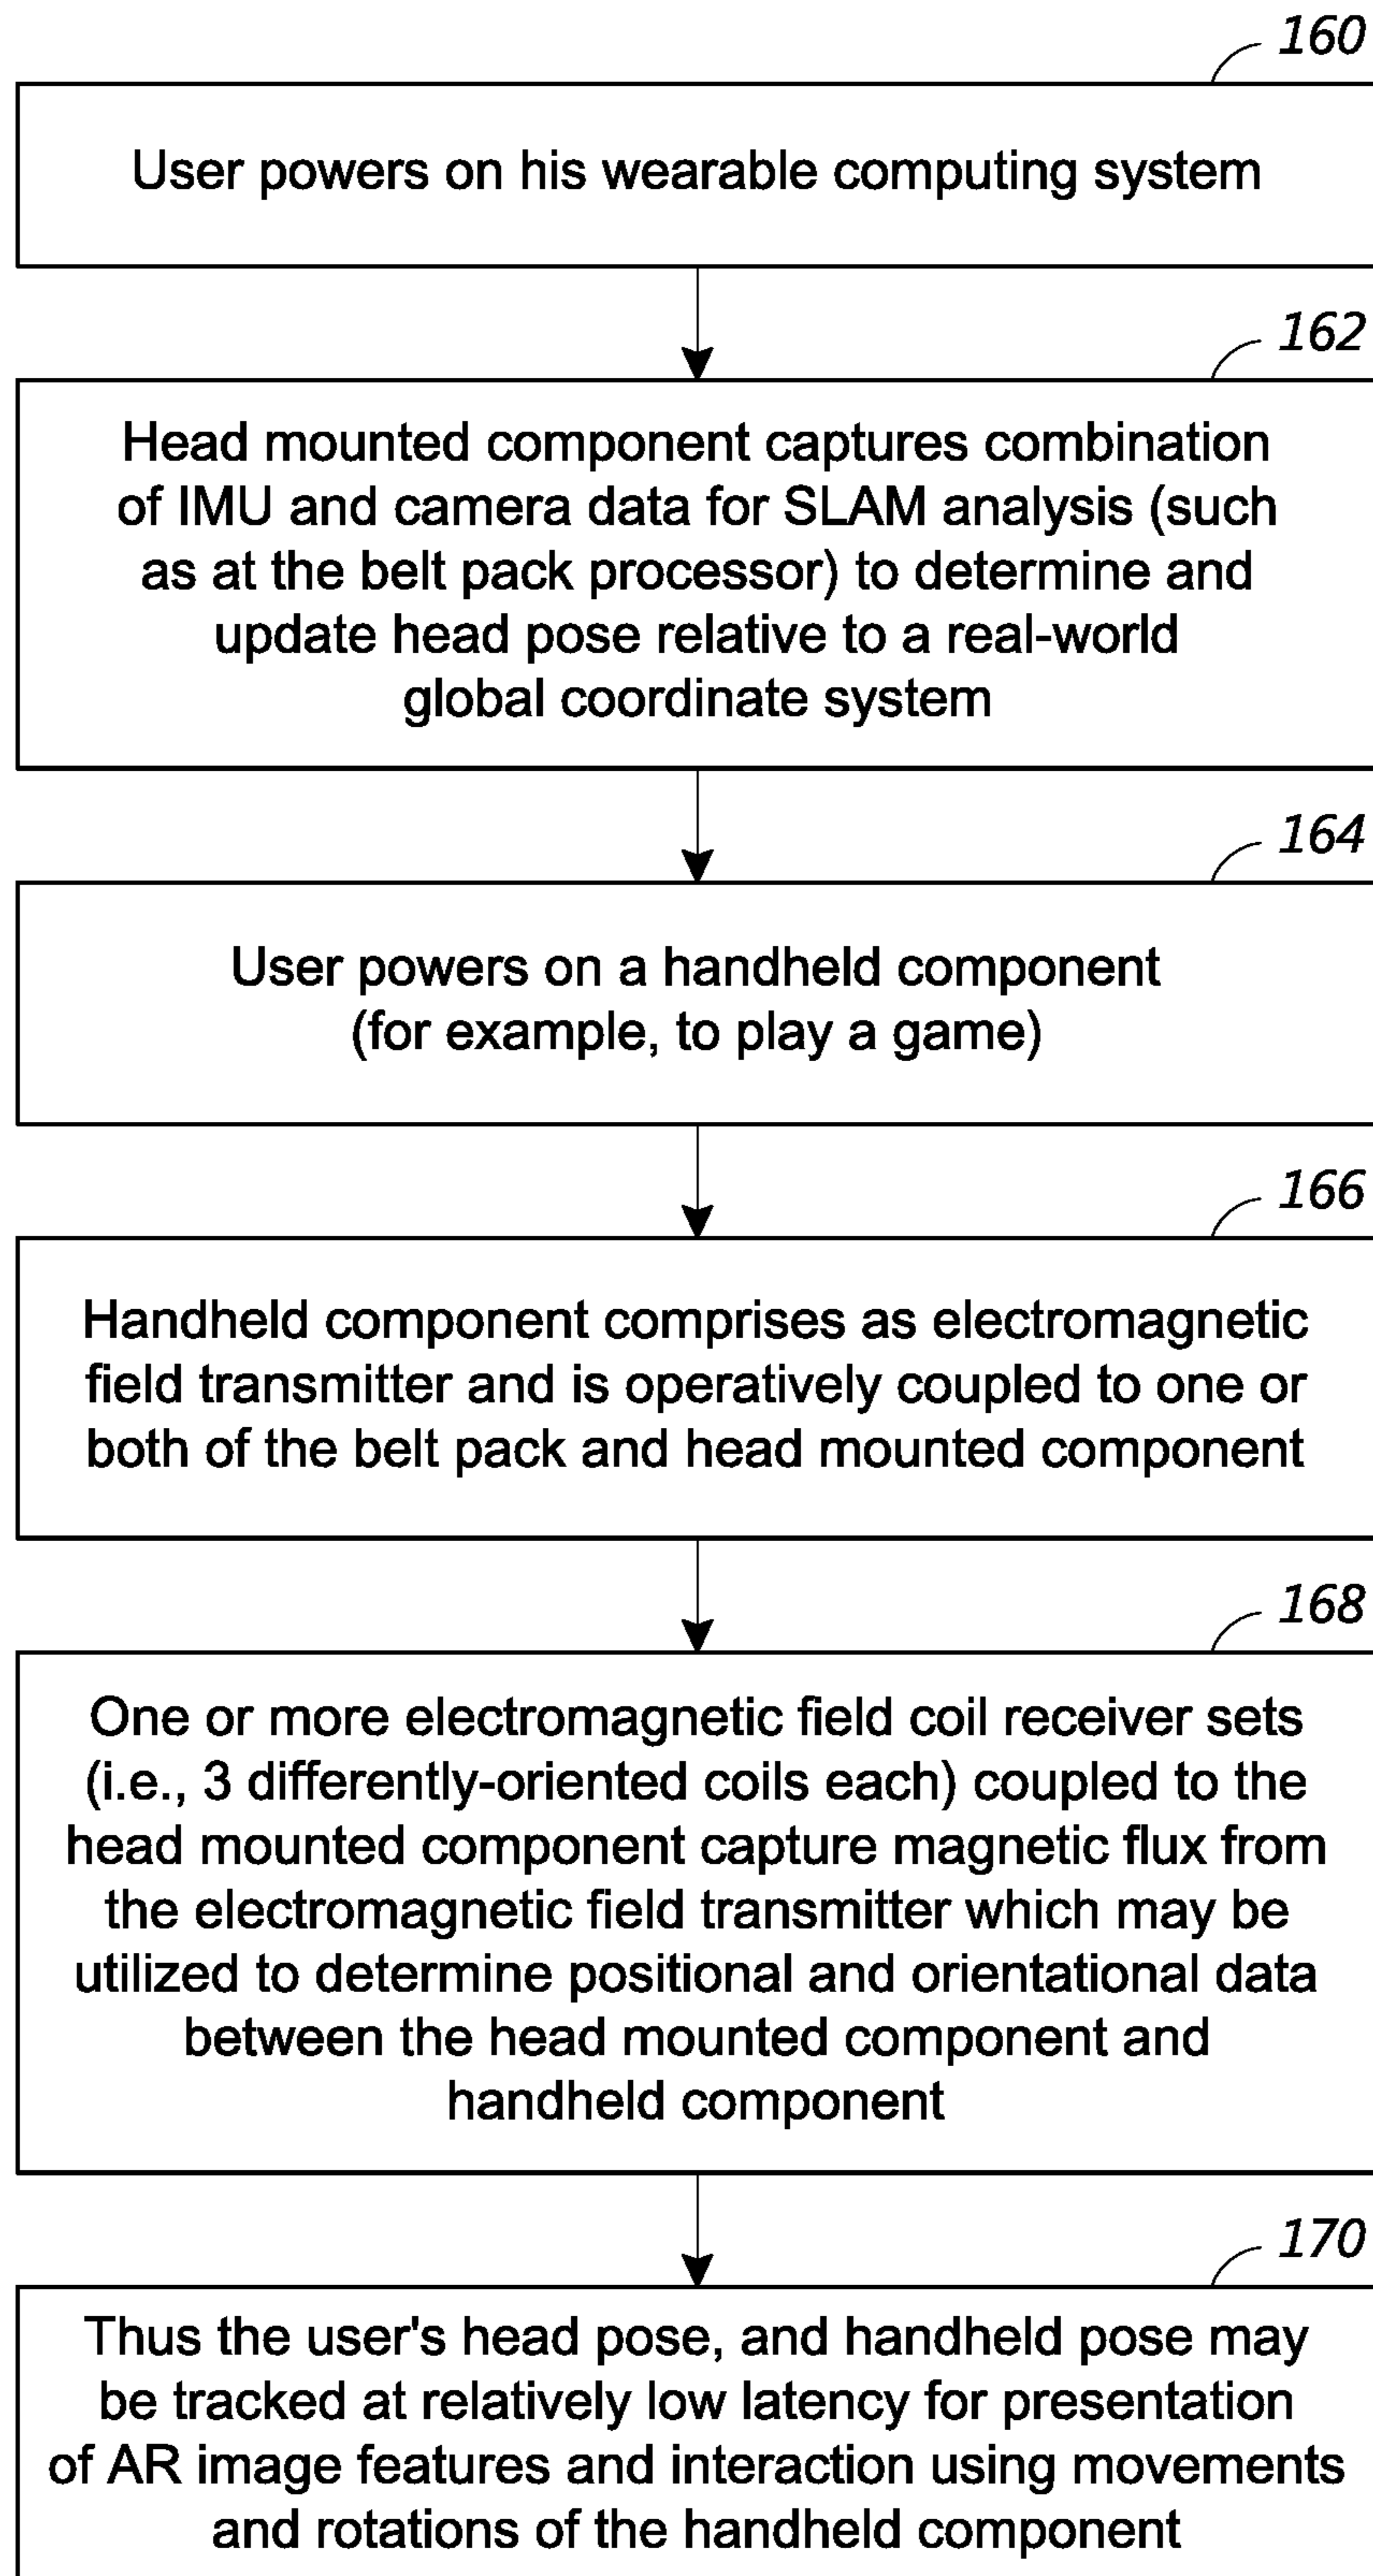 160
User powers on his wearable computing system
162
Head mounted component captures combination
of IMU and camera data for SLAM analysis (such
as at the belt pack processor) to determine and
update head pose relative to a real-world
global coordinate system
164
User powers on a handheld component
(for example, to play a game)
166
Handheld component comprises as electromagnetic
field transmitter and is operatively coupled to one or
both of the belt pack and head mounted component
168
One or more electromagnetic field coil receiver sets
(i.e., 3 differently-oriented coils each) coupled to the
head mounted component capture magnetic flux from
the electromagnetic field transmitter which may be
utilized to determine positional and orientational data
between the head mounted component and
handheld component
170
Thus the user's head pose, and handheld pose may
be tracked at relatively low latency for presentation
of AR image features and interaction using movements
and rotations of the handheld component